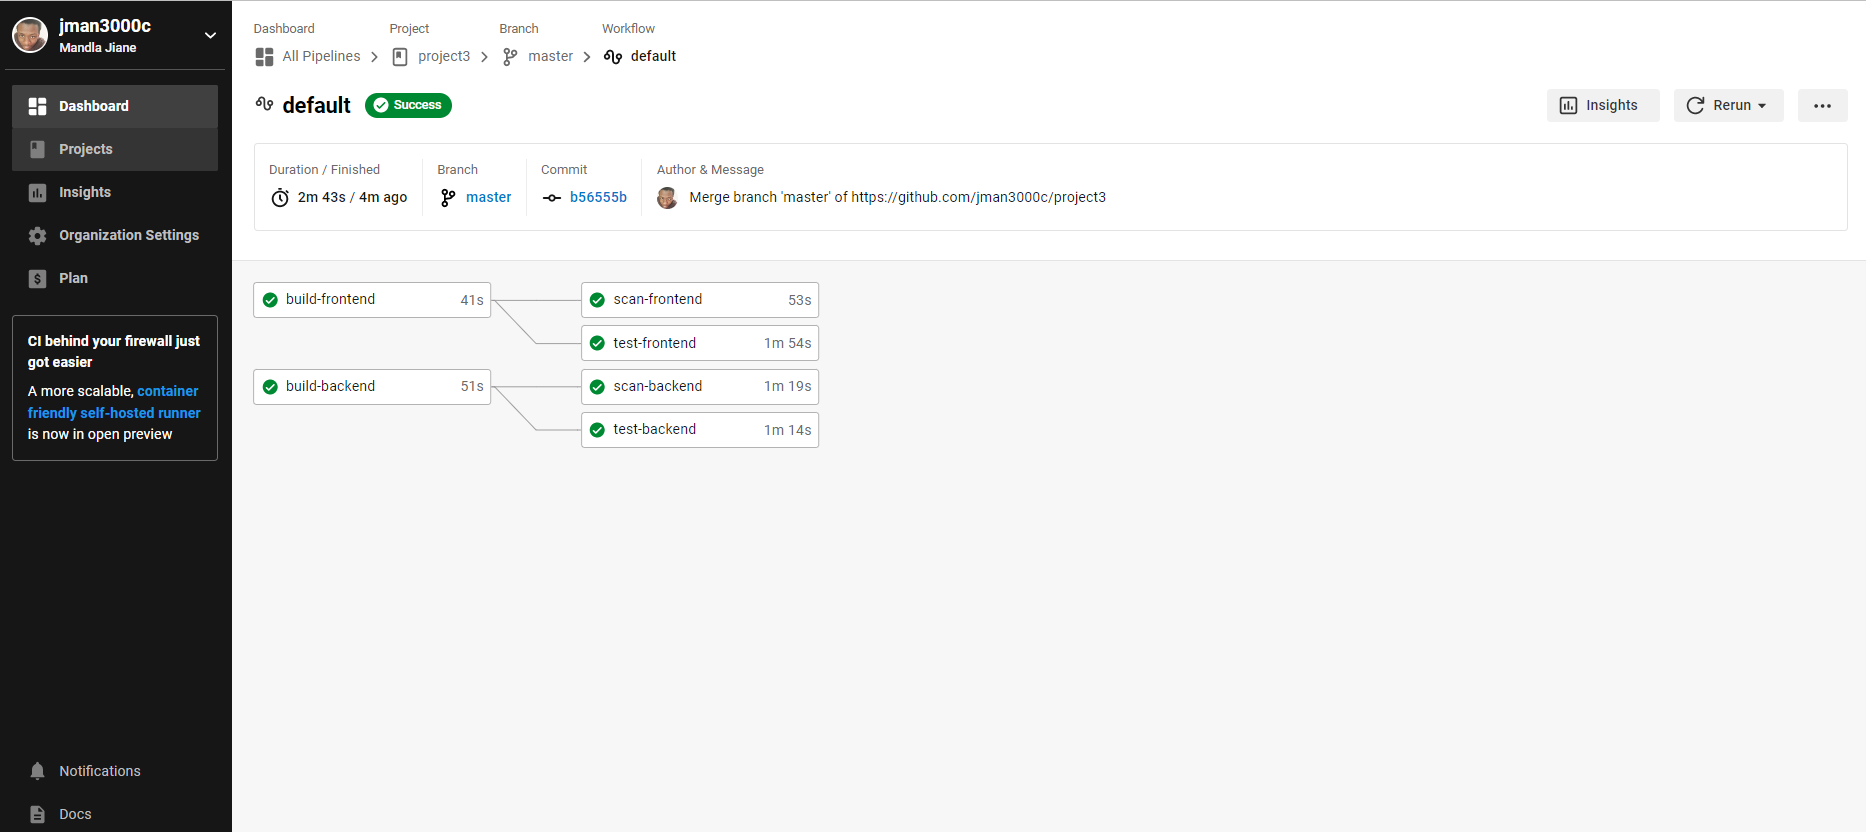 jman3000c
Mandla Jiane
Dashboard
Projects
Insights
Organization Settings
Plan
CI behind your firewall just
got easier
A more scalable, container
friendly self-hosted runner
is now in open preview
Notifications
Docs
Dashboard Project Branch Workflow
All Pipelines project3 master default
default Success
Insights Rerun
Duration / Finished Branch Commit Author & Message
2m 43s / 4m ago master b56555b Merge branch 'master' of https://github.com/jman3000c/project3
build-frontend 41s scan-frontend 53s
test-frontend 1m 54s
build-backend 51s scan-backend 1m 19s
test-backend 1m 14s